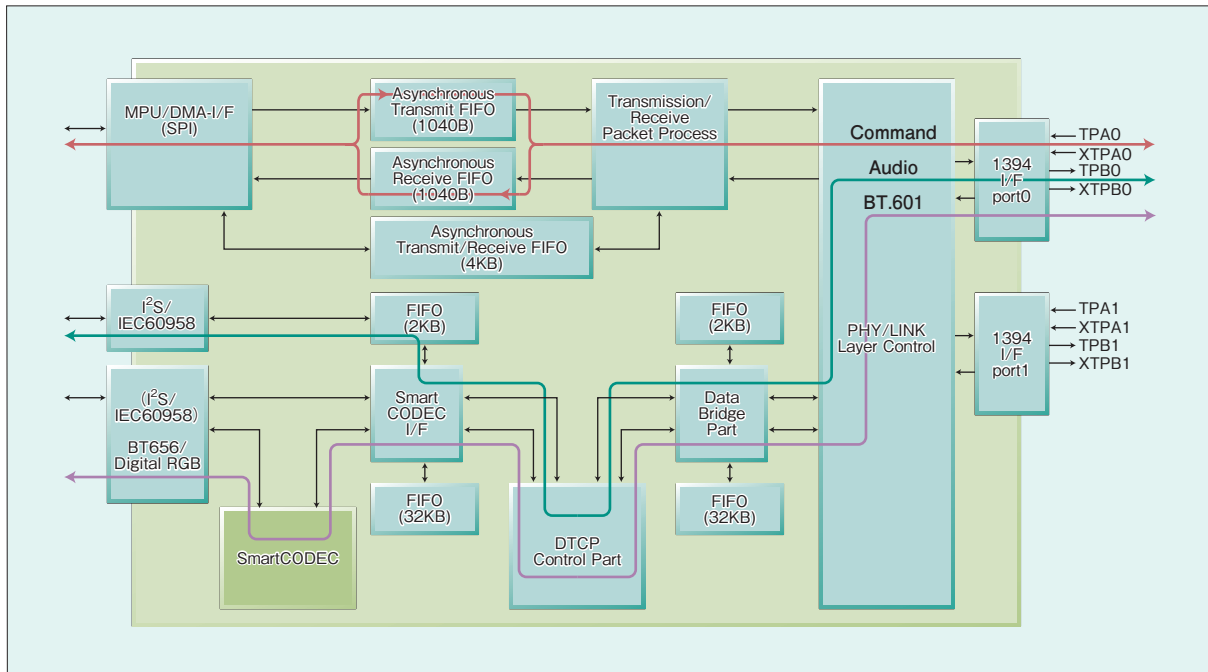 MPU/DMA-I/F
(SPI)
Asynchronous
Transmit FIFO
(1040B)
Transmission/
Receive
Packet Process
Asynchronous
Receive FIFO
(1040B)
Asynchronous
Transmit/Receive FIFO
(4KB)
Command
Audio
BT.601
1394
I/F
port0
TPA0
XTPA0
TPB0
XTPB0
I²S/
IEC60958
FIFO
(2KB)
FIFO
(2KB)
PHY/LINK
Layer Control
1394
I/F
port1
TPA1
XTPA1
TPB1
XTPB1
(I²S/
IEC60958)
BT656/
Digital RGB
Smart
CODEC
I/F
Data
Bridge
Part
FIFO
(32KB)
FIFO
(32KB)
SmartCODEC
DTCP
Control Part